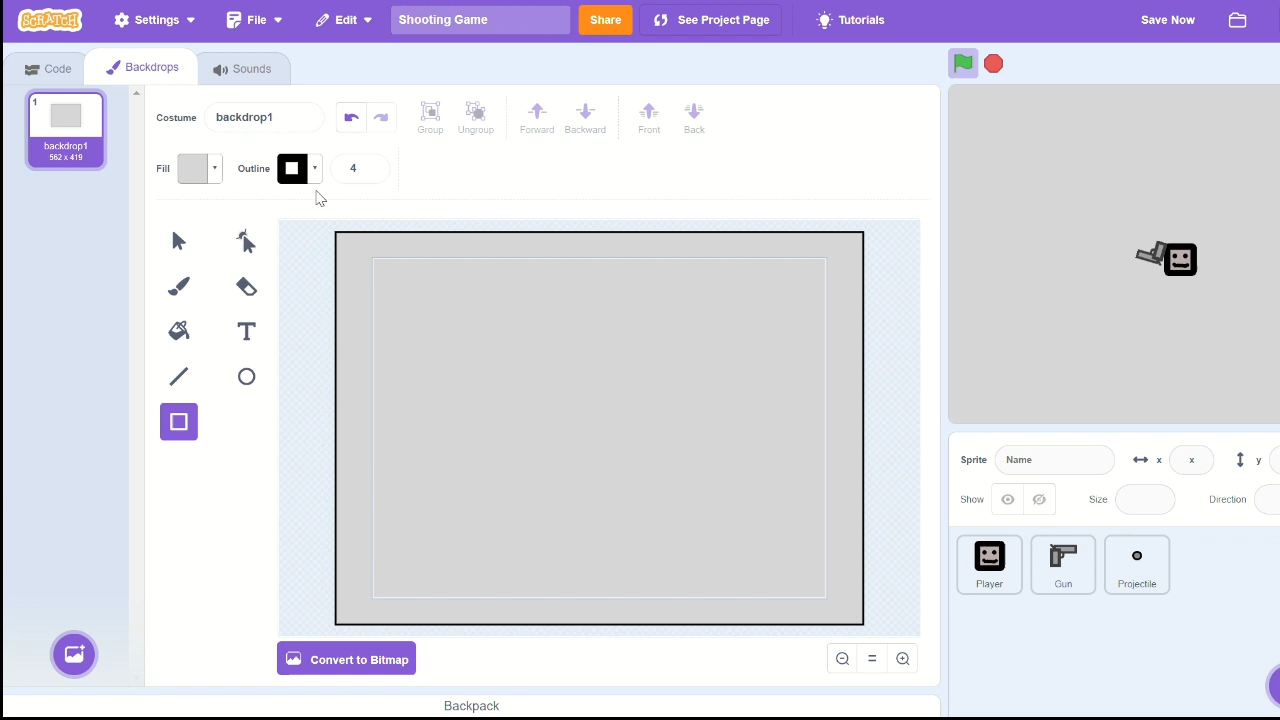 SCRATCH Settings File Edit Shooting Game Share See Project Page Tutorials Save Now
Code Backdrops Sounds
1
backdrop1
562 x 419
Costume backdrop1 Group Ungroup Forward Backward Front Back
Fill Outline 4
T
Convert to Bitmap
Backpack
Sprite Name x x y
Show Size Direction
Player Gun Projectile